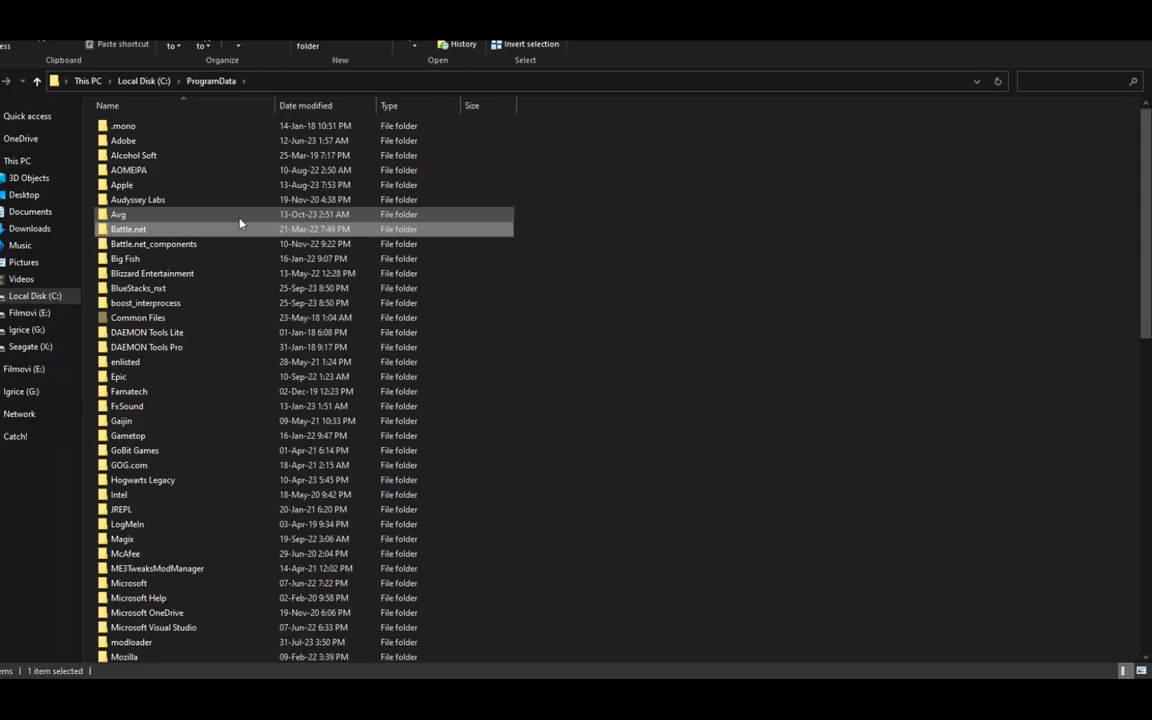 Paste shortcut to to folder History Invert selection
Clipboard Organize New Open Select
This PC > Local Disk (C:) > ProgramData >
Name Date modified Type Size
.mono 14-Jan-18 10:51 PM File folder
Quick access Adobe 12-Jun-23 1:57 AM File folder
Alcohol Soft 25-Mar-19 7:17 PM File folder
OneDrive AOMEIPA 10-Aug-22 2:50 AM File folder
This PC Apple 13-Aug-23 7:53 PM File folder
3D Objects Audyssey Labs 19-Nov-20 4:38 PM File folder
Desktop Avg 13-Oct-23 2:51 AM File folder
Documents Battle.net 21-Mar-22 7:49 PM File folder
Downloads Battle.net_components 10-Nov-22 9:22 PM File folder
Music Big Fish 16-Jan-22 9:07 PM File folder
Pictures Blizzard Entertainment 13-May-22 12:28 PM File folder
Videos BlueStacks_nxt 25-Sep-23 8:50 PM File folder
Local Disk (C:) boost_interprocess 25-Sep-23 8:50 PM File folder
Filmovi (E:) Common Files 23-May-18 1:04 AM File folder
Igrice (G:) DAEMON Tools Lite 01-Jan-18 6:08 PM File folder
Seagate (X:) DAEMON Tools Pro 31-Jan-18 9:17 PM File folder
Filmovi (E:) enlisted 28-May-21 1:24 PM File folder
Epic 10-Sep-22 1:23 AM File folder
Igrice (G:) Famatech 02-Dec-19 12:23 PM File folder
FxSound 13-Jan-23 1:51 AM File folder
Network Gaijin 09-May-21 10:33 PM File folder
Catch! Gametop 16-Jan-22 9:47 PM File folder
GoBit Games 01-Apr-21 6:14 PM File folder
GOG.com 18-Apr-21 2:15 AM File folder
Hogwarts Legacy 10-Apr-23 5:45 PM File folder
Intel 18-May-20 9:42 PM File folder
JREPL 20-Jan-21 6:20 PM File folder
LogMeIn 03-Apr-19 9:34 PM File folder
Magix 19-Sep-22 3:06 AM File folder
McAfee 29-Jun-20 2:04 PM File folder
ME3TweaksModManager 14-Apr-21 12:02 PM File folder
Microsoft 07-Jun-22 7:22 PM File folder
Microsoft Help 02-Feb-20 9:58 PM File folder
Microsoft OneDrive 19-Nov-20 6:06 PM File folder
Microsoft Visual Studio 07-Jun-22 6:33 PM File folder
modloader 31-Jul-23 3:50 PM File folder
Mozilla 09-Feb-22 3:39 PM File folder
ems 1 item selected